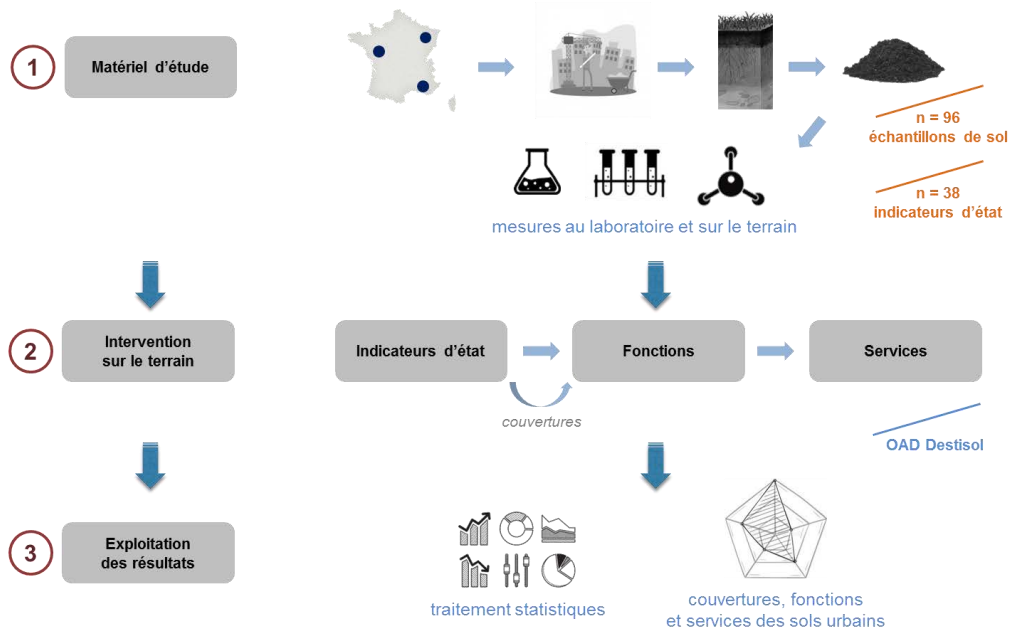 1
Matériel d'étude
n = 96
échantillons de sol
n = 38
indicateurs d'état
mesures au laboratoire et sur le terrain
2
Intervention
sur le terrain
Indicateurs d'état
Fonctions
Services
couvertures
OAD Destisol
3
Exploitation
des résultats
traitement statistiques
couvertures, fonctions
et services des sols urbains